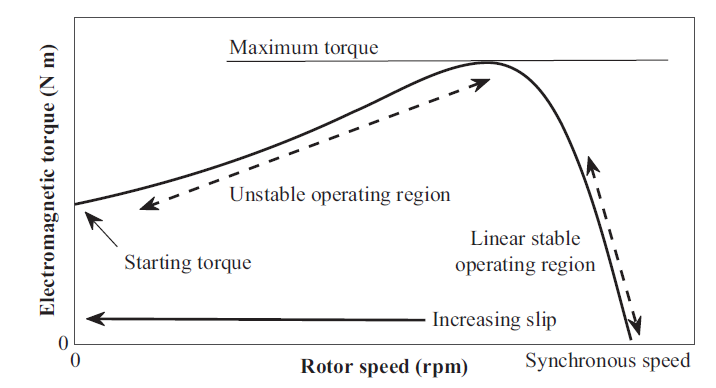 Maximum torque
Electromagnetic torque (N m)
Unstable operating region
Starting torque
Linear stable
operating region
Increasing slip
0
0
Rotor speed (rpm)
Synchronous speed